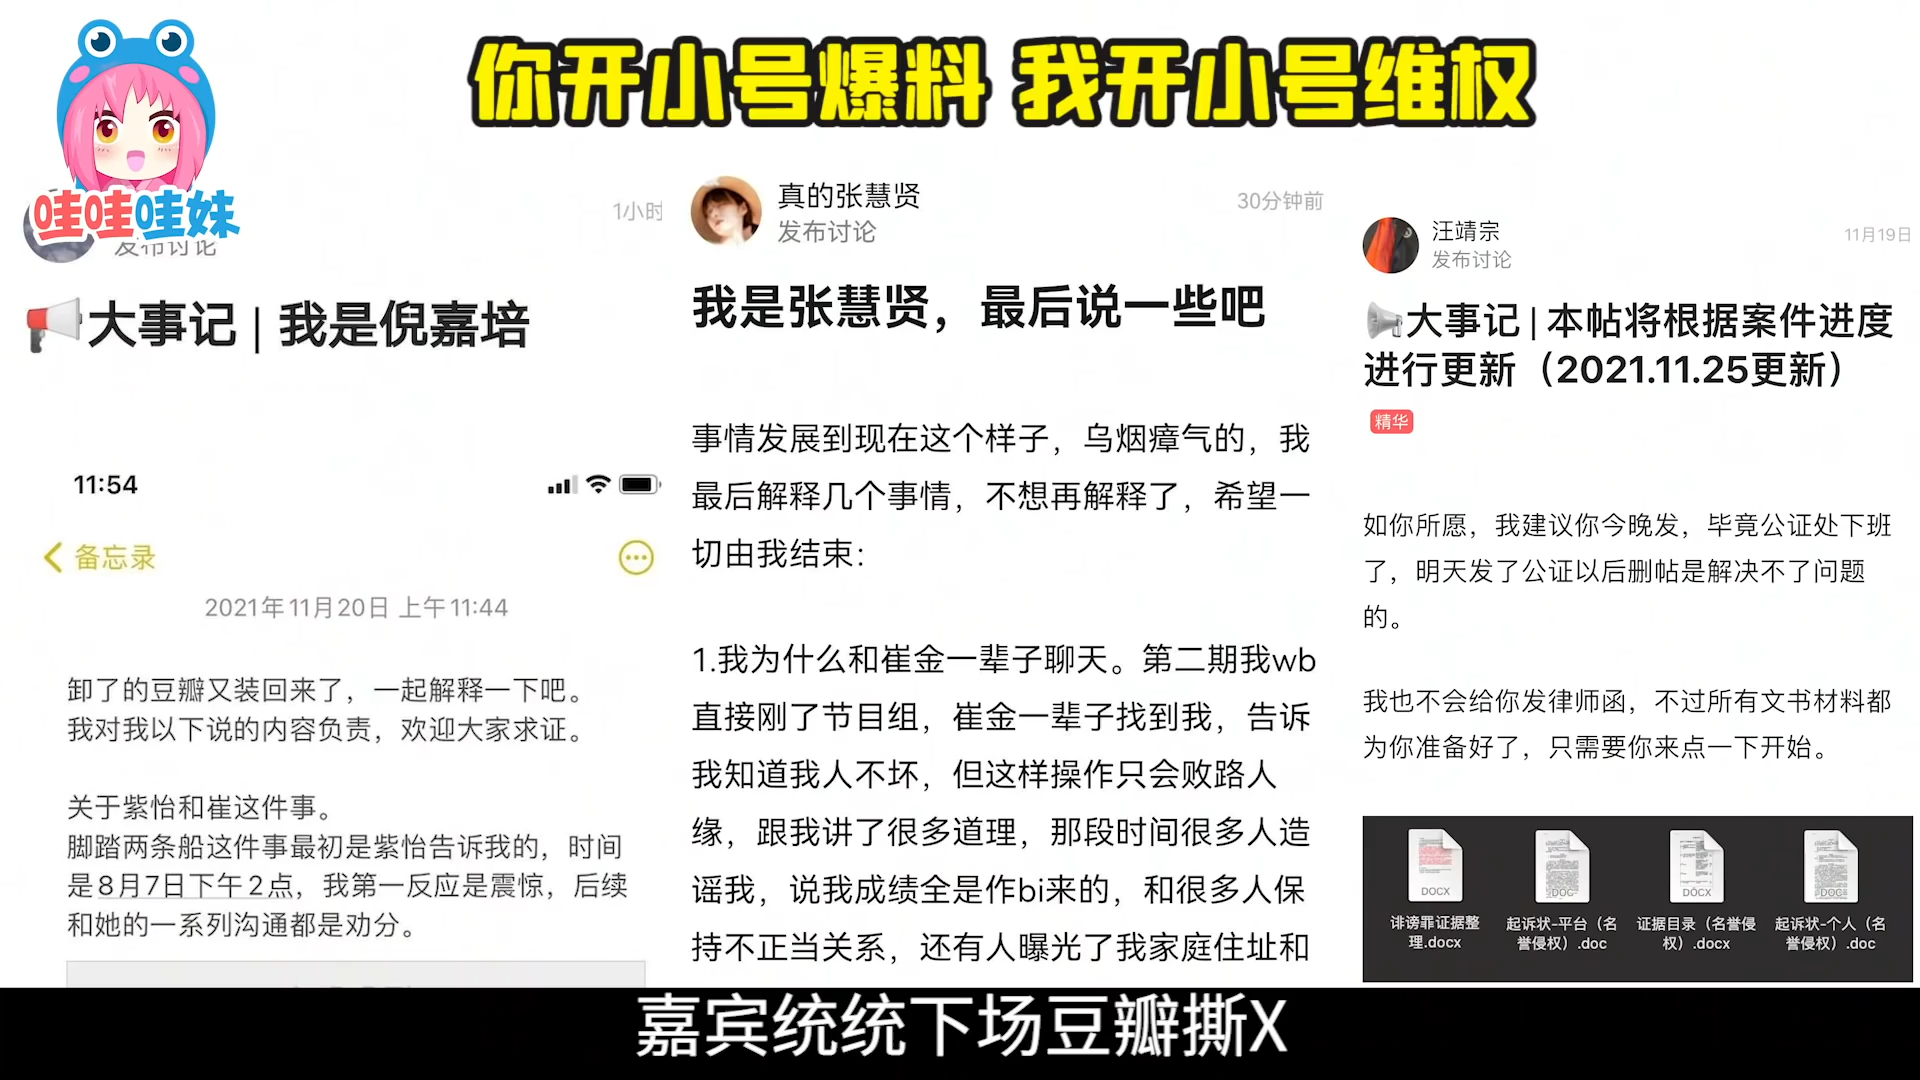 你开小号爆料 我开小号维权
哇哇哇妹
发布讨论
1小时
大事记 | 我是倪嘉培
11:54
备忘录
2021年11月20日 上午11:44
卸了的豆瓣又装回来了，一起解释一下吧。
我对我以下说的内容负责，欢迎大家求证。
关于紫怡和崔这件事。
脚踏两条船这件事最初是紫怡告诉我的，时间
是8月7日下午2点，我第一反应是震惊，后续
和她的一系列沟通都是劝分。
真的张慧贤
发布讨论
30分钟前
我是张慧贤，最后说一些吧
事情发展到现在这个样子，乌烟瘴气的，我
最后解释几个事情，不想再解释了，希望一
切由我结束：
1.我为什么和崔金一辈子聊天。第二期我wb
直接刚了节目组，崔金一辈子找到我，告诉
我知道我人不坏，但这样操作只会败路人
缘，跟我讲了很多道理，那段时间很多人造
谣我，说我成绩全是作bi来的，和很多人保
持不正当关系，还有人曝光了我家庭住址和
汪靖宗
发布讨论
11月19日
大事记 | 本帖将根据案件进度
进行更新（2021.11.25更新）
精华
如你所愿，我建议你今晚发，毕竟公证处下班
了，明天发了公证以后删帖是解决不了问题
的。
我也不会给你发律师函，不过所有文书材料都
为你准备好了，只需要你来点一下开始。
DOCX
DOC
DOCX
DOC
诽谤罪证据整
理.docx
起诉状-平台（名
誉侵权）.doc
证据目录（名誉侵
权）.docx
起诉状-个人（名
誉侵权）.doc
嘉宾统统下场豆瓣撕X